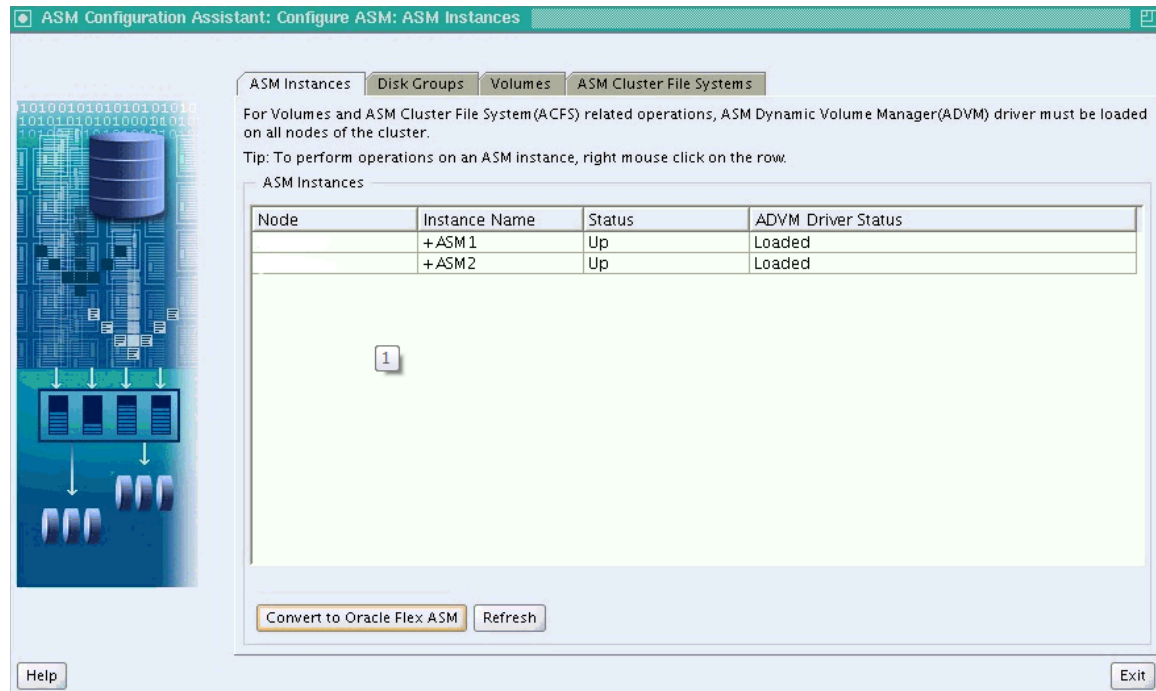 ASM Configuration Assistant: Configure ASM: ASM Instances
ASM Instances Disk Groups Volumes ASM Cluster File Systems
For Volumes and ASM Cluster File System(ACFS) related operations, ASM Dynamic Volume Manager(ADVM) driver must be loaded
on all nodes of the cluster.
Tip: To perform operations on an ASM instance, right mouse click on the row.
ASM Instances
Node Instance Name Status ADVM Driver Status
+ASM1 Up Loaded
+ASM2 Up Loaded
1
Convert to Oracle Flex ASM Refresh
Help Exit